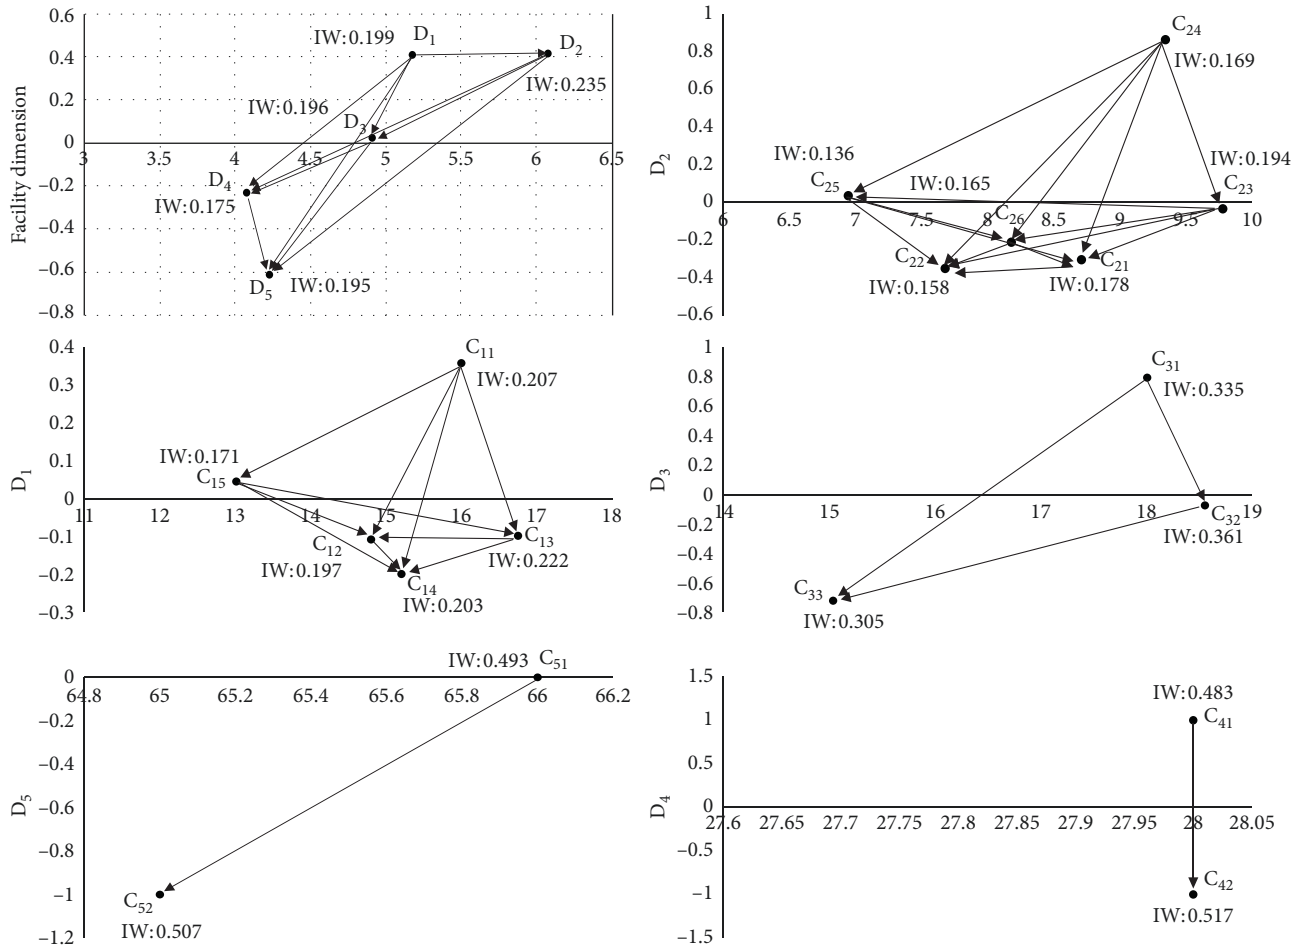 Facility dimension
0.6
0.4
0.2
0
−0.2
−0.4
−0.6
−0.8
3
3.5
4
4.5
5
5.5
6
6.5
IW:0.199
D1
D2
IW:0.235
IW:0.196
D3
D4
IW:0.175
D5
IW:0.195
D2
1
0.8
0.6
0.4
0.2
0
−0.2
−0.4
−0.6
6
6.5
7
7.5
8
8.5
9
9.5
10
C24
IW:0.169
IW:0.136
C25
IW:0.165
C26
IW:0.194
C23
C22
IW:0.158
C21
IW:0.178
D1
0.4
0.3
0.2
0.1
0
−0.1
−0.2
−0.3
11
12
13
14
15
16
17
18
C11
IW:0.207
IW:0.171
C15
C12
IW:0.197
C13
IW:0.222
C14
IW:0.203
D3
1
0.8
0.6
0.4
0.2
0
−0.2
−0.4
−0.6
−0.8
14
15
16
17
18
19
C31
IW:0.335
C32
IW:0.361
C33
IW:0.305
D5
0
−0.2
−0.4
−0.6
−0.8
−1
−1.2
64.8
65
65.2
65.4
65.6
65.8
66
66.2
IW:0.493
C51
C52
IW:0.507
D4
1.5
1
0.5
0
−0.5
−1
−1.5
27.6
27.65
27.7
27.75
27.8
27.85
27.9
27.95
28
28.05
IW:0.483
C41
C42
IW:0.517